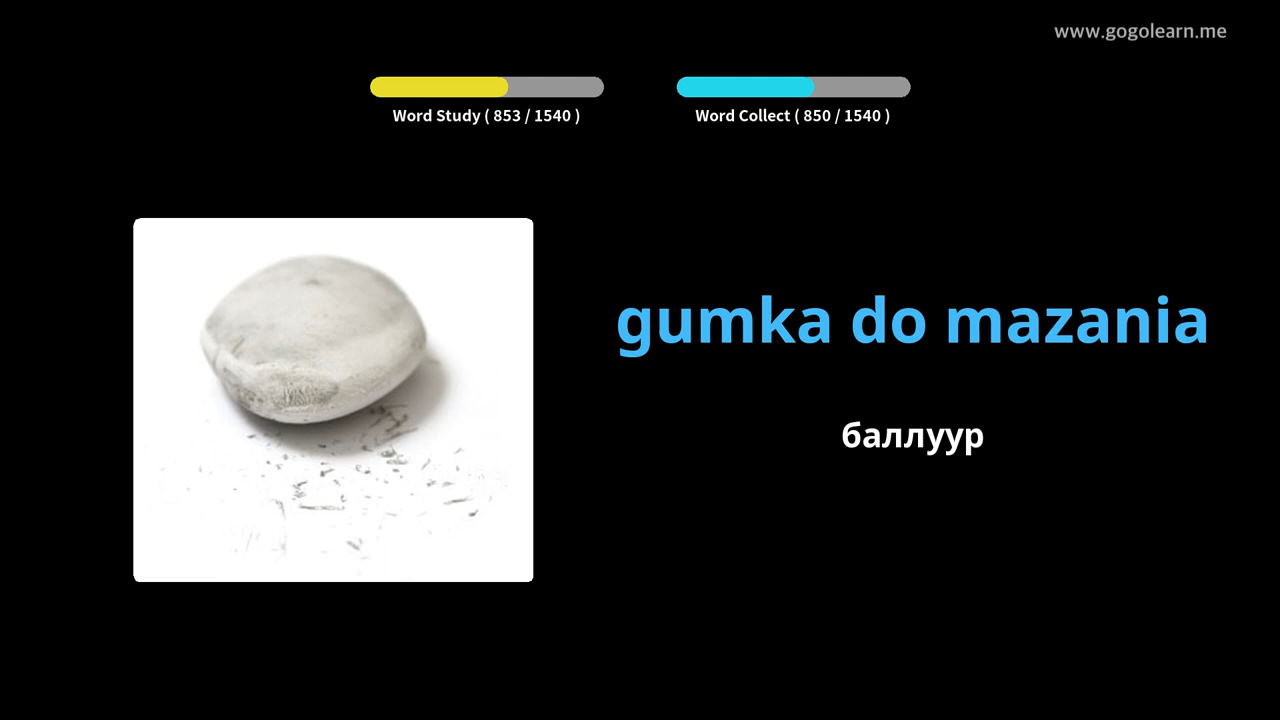 www.gogolearn.me
Word Study ( 853 / 1540 )
Word Collect ( 850 / 1540 )
gumka do mazania
баллуур